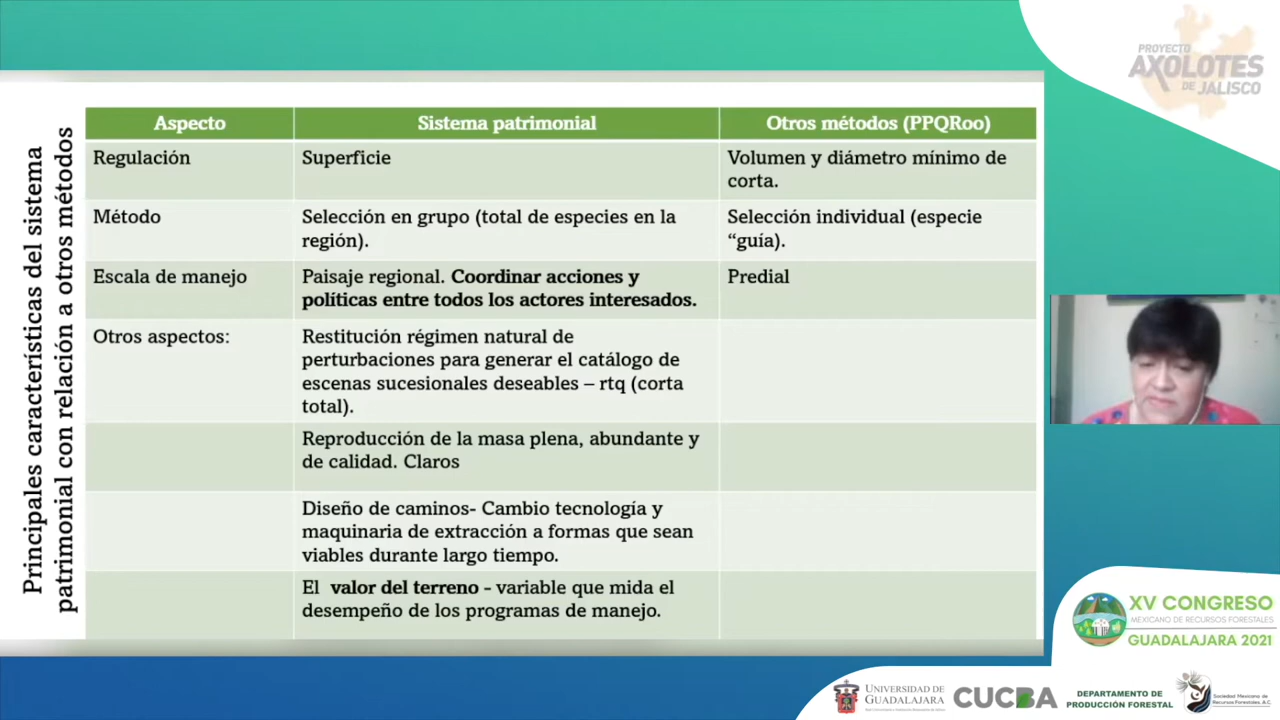 PROYECTO
AXOLOTES
DE JALISCO
Principales características del sistema
patrimonial con relación a otros métodos
Aspecto
Sistema patrimonial
Otros métodos (PPQRoo)
Regulación
Superficie
Volumen y diámetro mínimo de
corta.
Método
Selección en grupo (total de especies en la
región).
Selección individual (especie
“guía).
Escala de manejo
Paisaje regional. Coordinar acciones y
políticas entre todos los actores interesados.
Predial
Otros aspectos:
Restitución régimen natural de
perturbaciones para generar el catálogo de
escenas sucesionales deseables – rtq (corta
total).
Reproducción de la masa plena, abundante y
de calidad. Claros
Diseño de caminos- Cambio tecnología y
maquinaria de extracción a formas que sean
viables durante largo tiempo.
El valor del terreno - variable que mida el
desempeño de los programas de manejo.
XV CONGRESO
MEXICANO DE RECURSOS FORESTALES
GUADALAJARA 2021
UNIVERSIDAD DE
GUADALAJARA
CUCBA
DEPARTAMENTO DE
PRODUCCIÓN FORESTAL
Sociedad Mexicana de
Recursos Forestales, A.C.